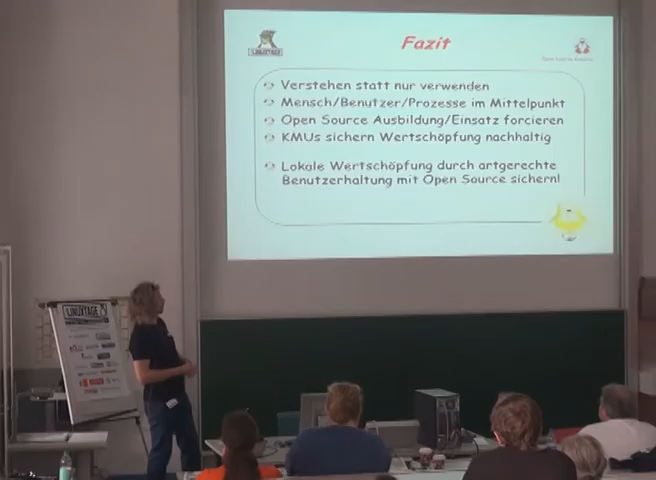 Fazit
LINUXTAGE
Verstehen statt nur verwenden
Mensch/Benutzer/Prozesse im Mittelpunkt
Open Source Ausbildung/Einsatz forcieren
KMUs sichern Wertschöpfung nachhaltig
Lokale Wertschöpfung durch artgerechte
Benutzerhaltung mit Open Source sichern!
LINUXTAGE